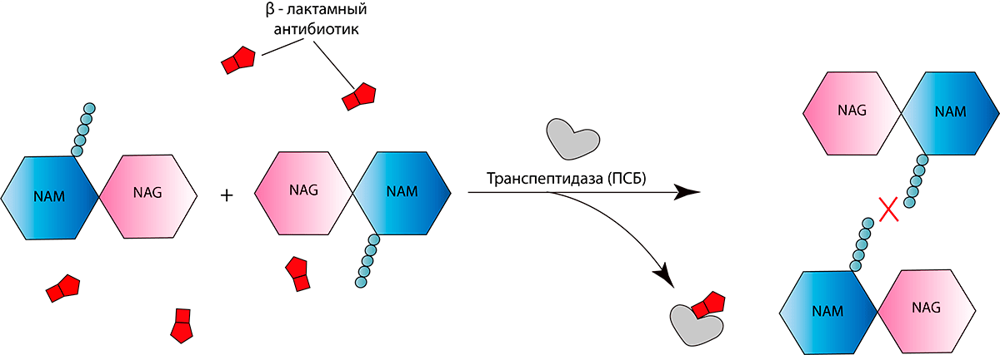 β - лактамный
антибиотик
NAG
NAM
NAM
NAG
+
NAG
NAM
Транспептидаза (ПСБ)
NAM
NAG